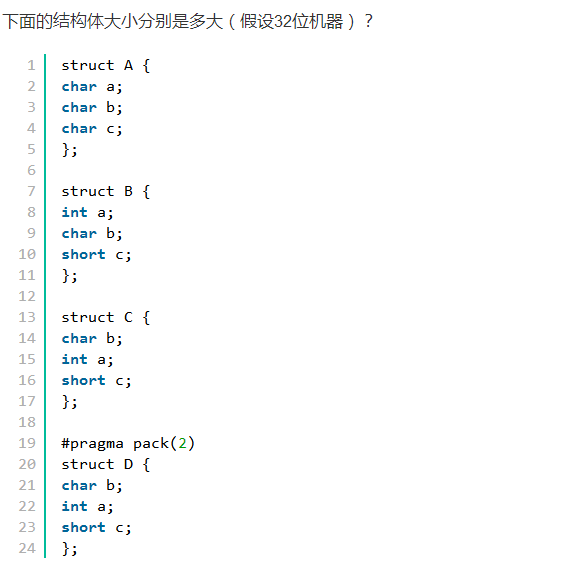 下面的结构体大小分别是多大（假设32位机器）？
1 struct A {
2 char a;
3 char b;
4 char c;
5 };
6
7 struct B {
8 int a;
9 char b;
10 short c;
11 };
12
13 struct C {
14 char b;
15 int a;
16 short c;
17 };
18
19 #pragma pack(2)
20 struct D {
21 char b;
22 int a;
23 short c;
24 };